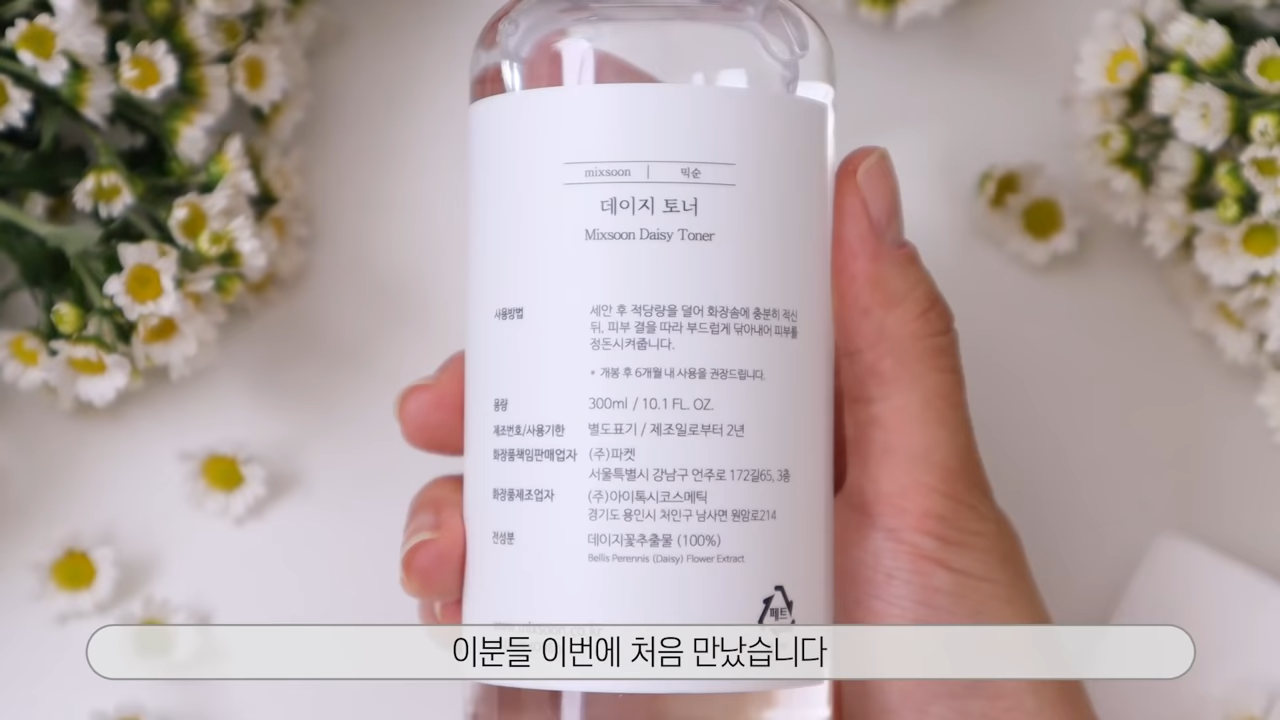 mixsoon | 믹순
데이지 토너
Mixsoon Daisy Toner
사용방법 세안 후 적당량을 덜어 화장솜에 충분히 적신
뒤, 피부 결을 따라 부드럽게 닦아내어 피부를
정돈시켜줍니다.
* 개봉 후 6개월 내 사용을 권장드립니다.
용량 300ml / 10.1 FL. OZ.
제조번호/사용기한 별도표기 / 제조일로부터 2년
화장품책임판매업자 (주)파켓
서울특별시 강남구 언주로 172길65, 3층
화장품제조업자 (주)아이톡시코스메틱
경기도 용인시 처인구 남사면 원암로214
전성분 데이지꽃추출물 (100%)
Bellis Perennis (Daisy) Flower Extract
페트
이분들 이번에 처음 만났습니다